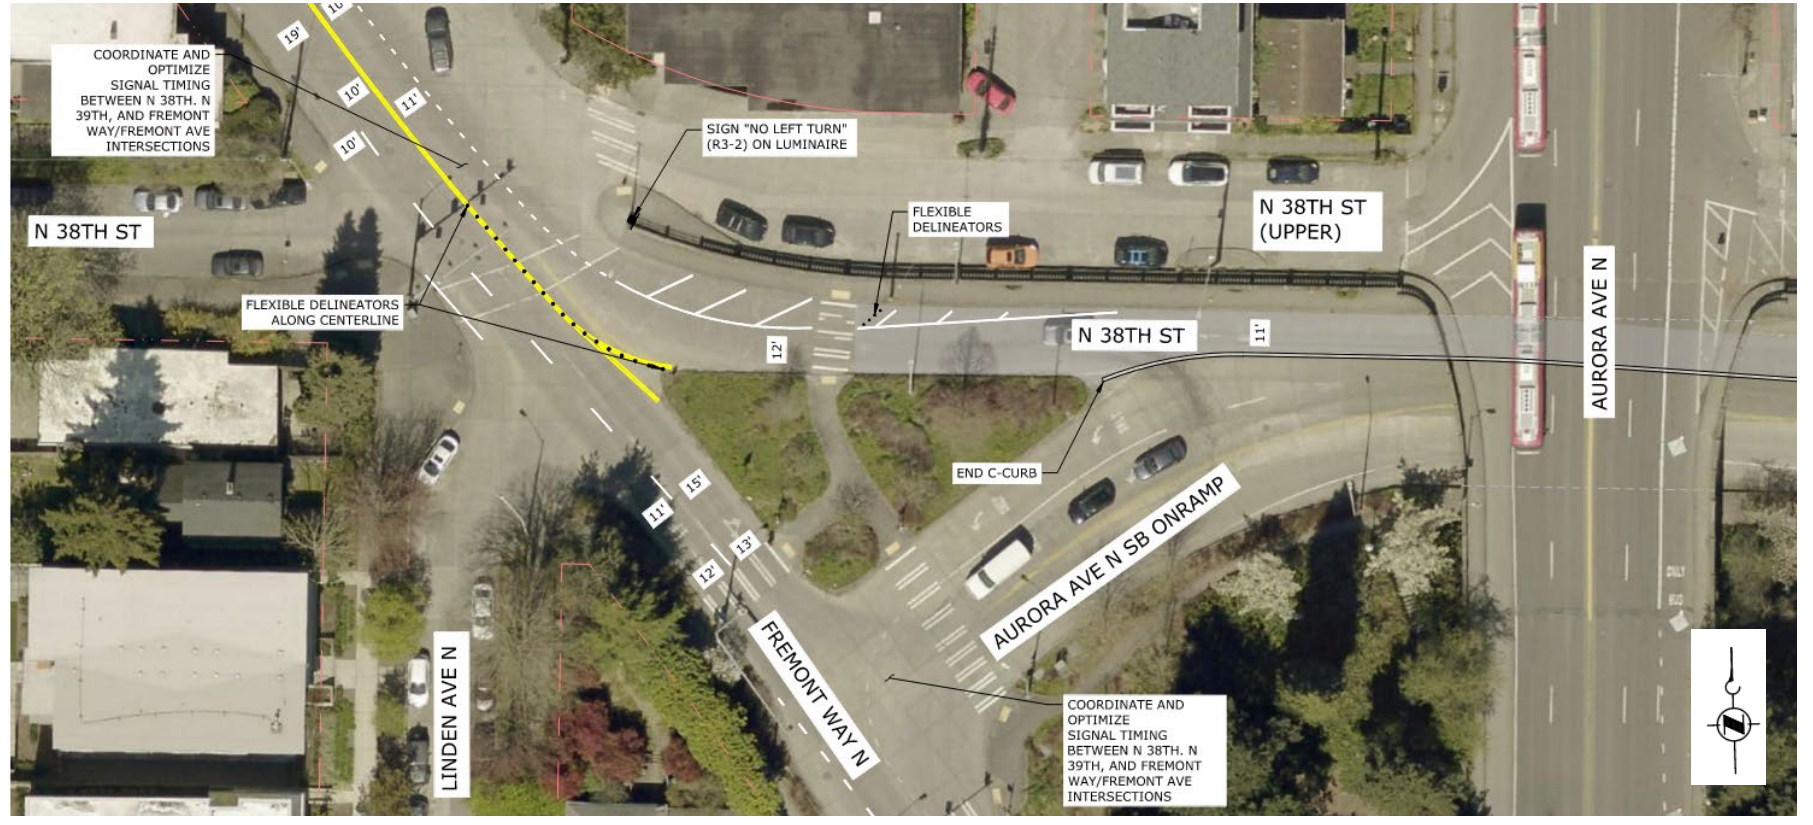 10'
19'
COORDINATE AND
OPTIMIZE
SIGNAL TIMING
BETWEEN N 38TH. N
39TH, AND FREMONT
WAY/FREMONT AVE
INTERSECTIONS
10'
11'
10'
SIGN "NO LEFT TURN"
(R3-2) ON LUMINAIRE
N 38TH ST
FLEXIBLE
DELINEATORS
N 38TH ST
(UPPER)
AURORA AVE N
FLEXIBLE DELINEATORS
ALONG CENTERLINE
12'
N 38TH ST
11'
END C-CURB
15'
11'
13'
12'
AURORA AVE N SB ONRAMP
FREMONT WAY N
LINDEN AVE N
COORDINATE AND
OPTIMIZE
SIGNAL TIMING
BETWEEN N 38TH. N
39TH, AND FREMONT
WAY/FREMONT AVE
INTERSECTIONS
ONLY
BUS